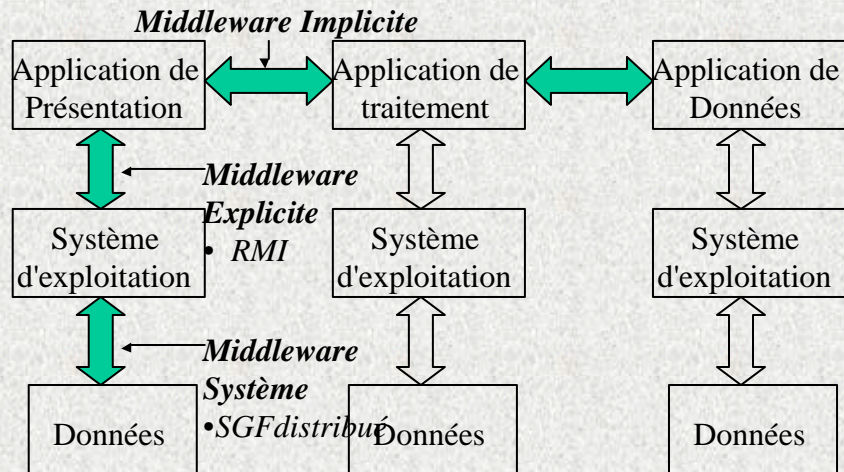 Middleware Implicite
Application de
Présentation
Application de
traitement
Application de
Données
Middleware
Explicite
• RMI
Système
d'exploitation
Système
d'exploitation
Système
d'exploitation
Middleware
Système
•SGFdistribué
Données
Données
Données